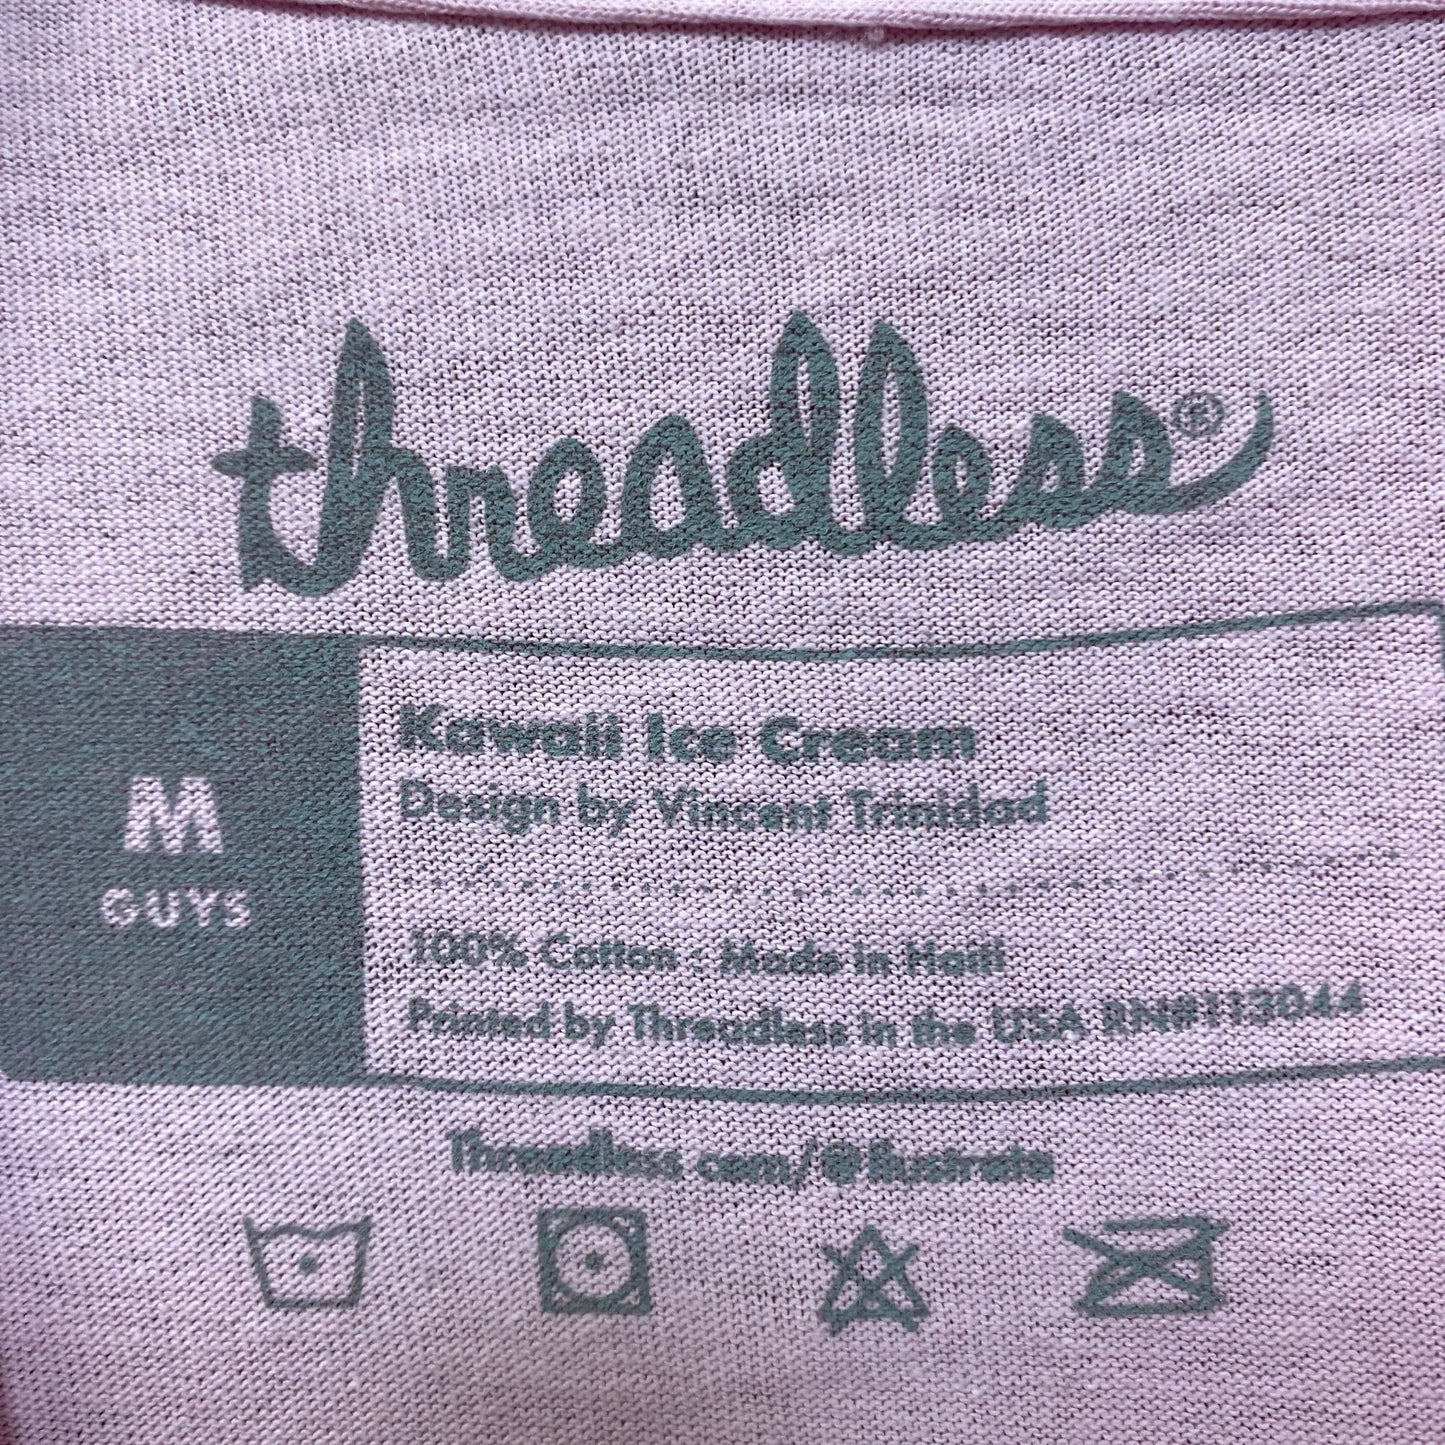 threadless®
M
GUYS
Kawaii Ice Cream
Design by Vincent Trinidad
100% Cotton : Made in Haiti
Printed by Threadless in the USA RN#113044
Threadless.com/@Ilustrata